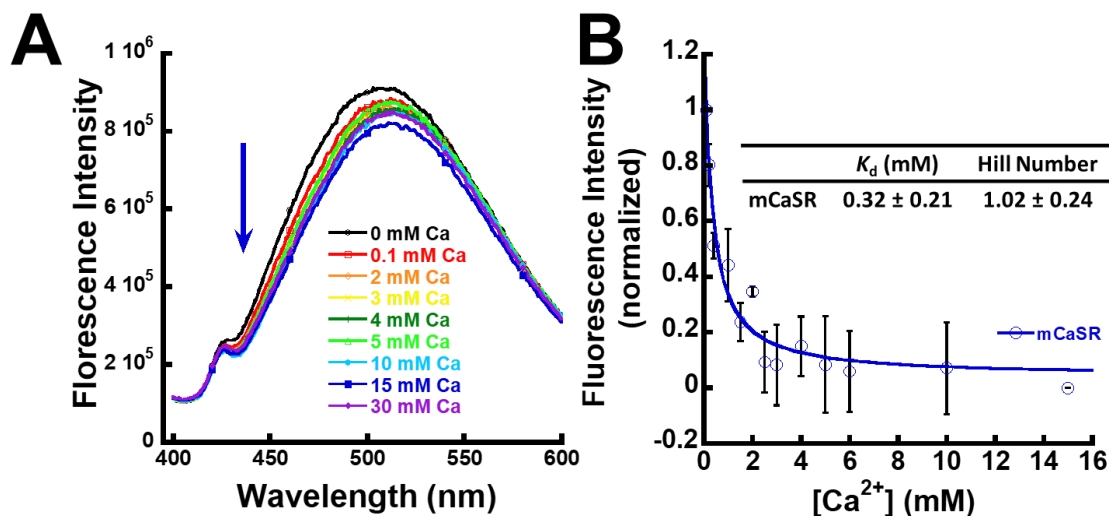 A
1 10⁶
8 10⁵
6 10⁵
4 10⁵
2 10⁵
0
Florescence Intensity
0 mM Ca
0.1 mM Ca
2 mM Ca
3 mM Ca
4 mM Ca
5 mM Ca
10 mM Ca
15 mM Ca
30 mM Ca
400 450 500 550 600
Wavelength (nm)
B
1.2
1
0.8
0.6
0.4
0.2
0
-0.2
Fluorescence Intensity
(normalized)
Kd (mM) Hill Number
mCaSR 0.32 ± 0.21 1.02 ± 0.24
mCaSR
0 2 4 6 8 10 12 14 16
[Ca²⁺] (mM)